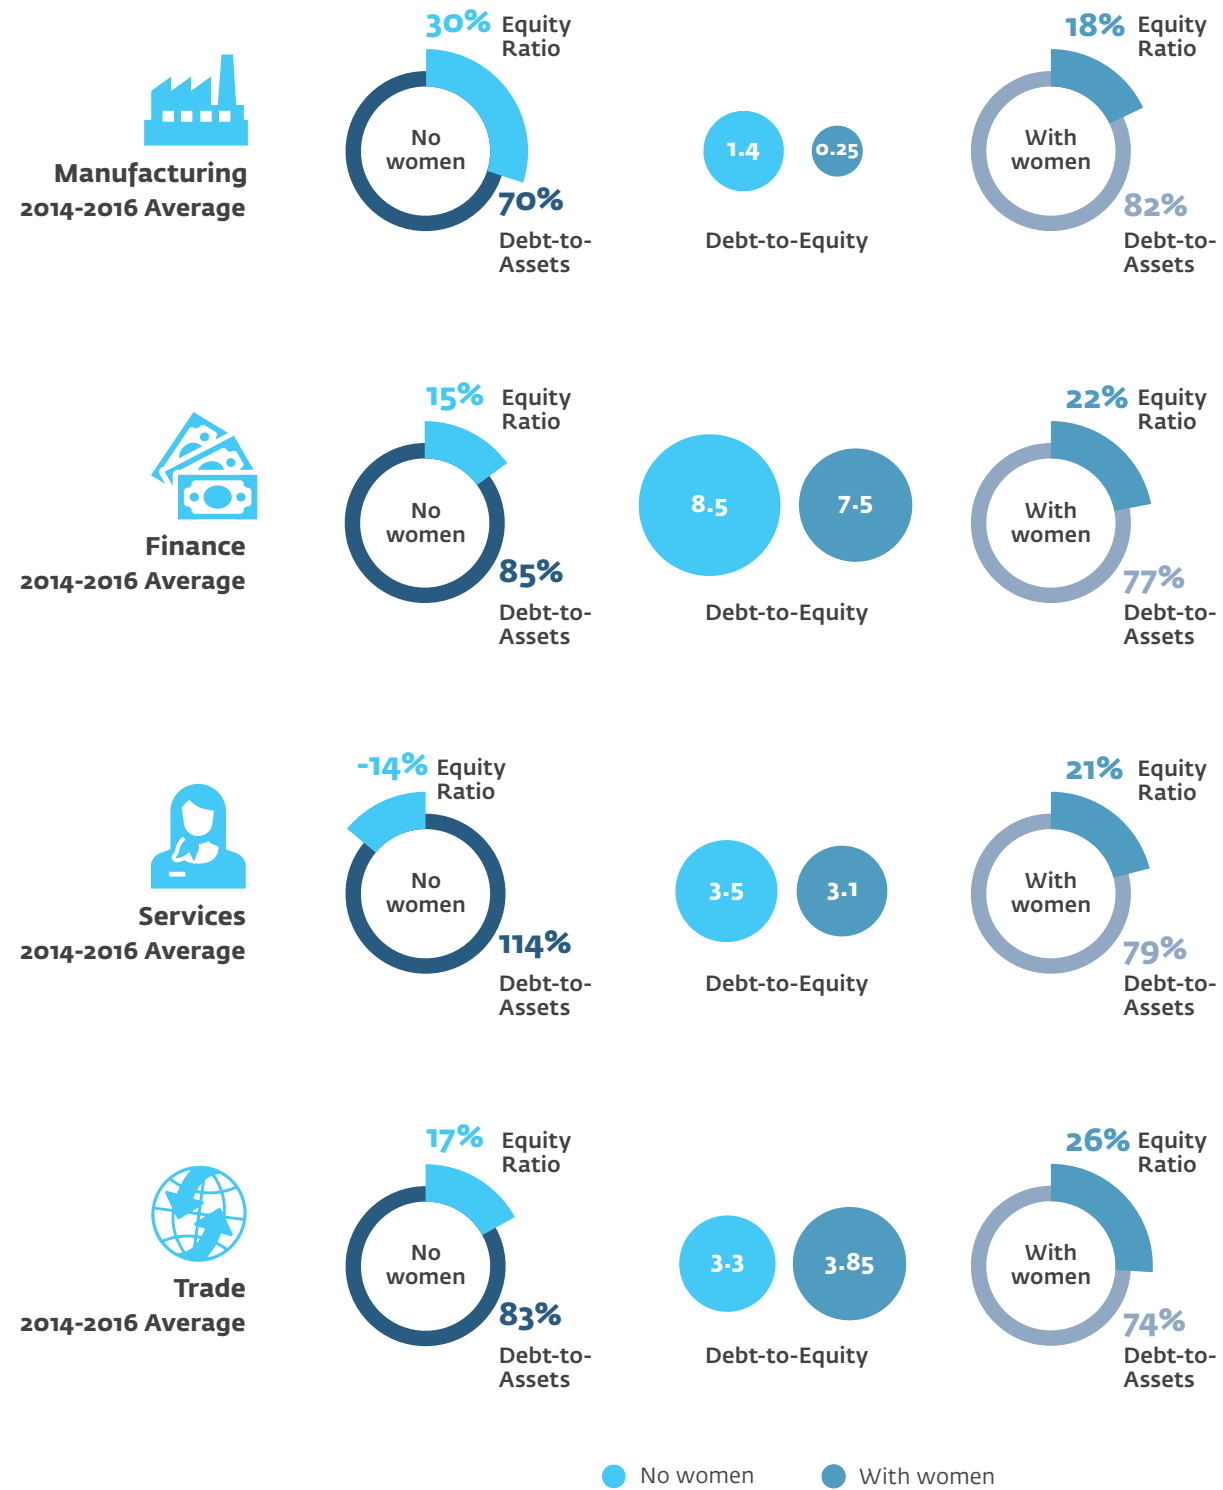 30% Equity
Ratio
No
women
70%
Debt-to-
Assets
Manufacturing
2014-2016 Average
1.4
0.25
Debt-to-Equity
18% Equity
Ratio
With
women
82%
Debt-to-
Assets
15% Equity
Ratio
No
women
85%
Debt-to-
Assets
Finance
2014-2016 Average
8.5
7.5
Debt-to-Equity
22% Equity
Ratio
With
women
77%
Debt-to-
Assets
-14% Equity
Ratio
No
women
114%
Debt-to-
Assets
Services
2014-2016 Average
3.5
3.1
Debt-to-Equity
21% Equity
Ratio
With
women
79%
Debt-to-
Assets
17% Equity
Ratio
No
women
83%
Debt-to-
Assets
Trade
2014-2016 Average
3.3
3.85
Debt-to-Equity
26% Equity
Ratio
With
women
74%
Debt-to-
Assets
No women
With women